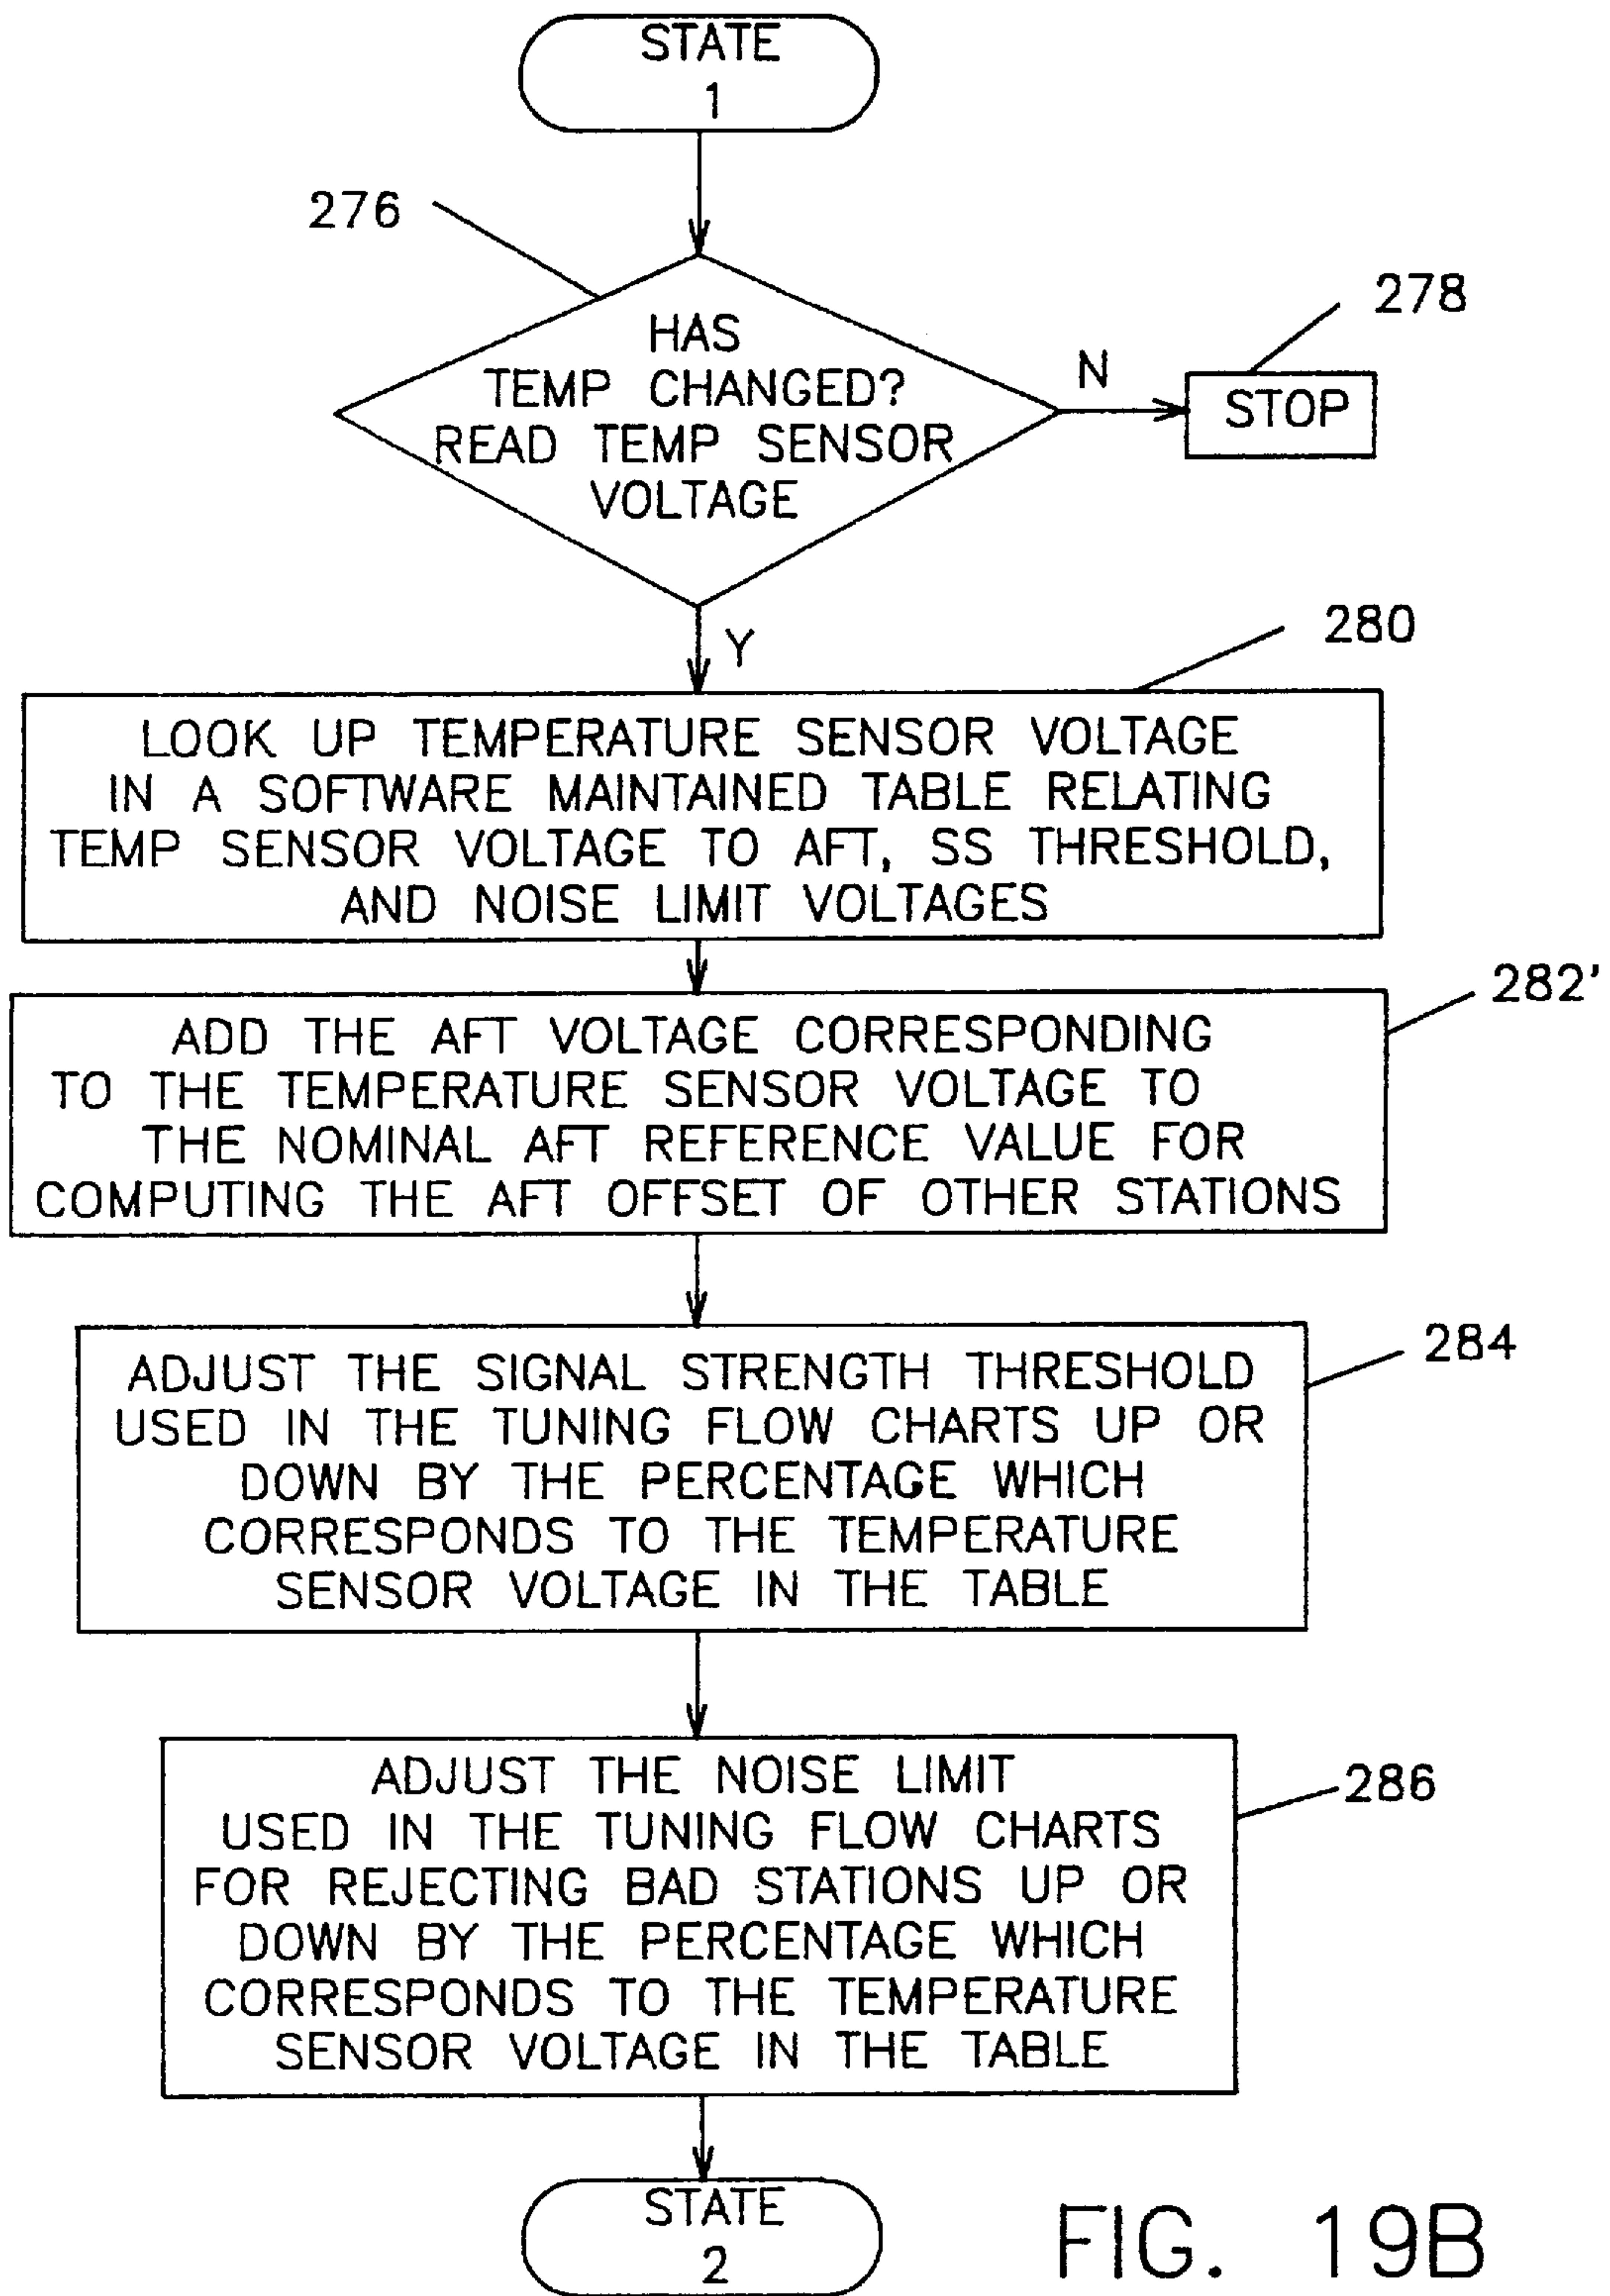 STATE
1
276
278
HAS
TEMP CHANGED?
READ TEMP SENSOR
VOLTAGE
N
STOP
Y
280
LOOK UP TEMPERATURE SENSOR VOLTAGE
IN A SOFTWARE MAINTAINED TABLE RELATING
TEMP SENSOR VOLTAGE TO AFT, SS THRESHOLD,
AND NOISE LIMIT VOLTAGES
282'
ADD THE AFT VOLTAGE CORRESPONDING
TO THE TEMPERATURE SENSOR VOLTAGE TO
THE NOMINAL AFT REFERENCE VALUE FOR
COMPUTING THE AFT OFFSET OF OTHER STATIONS
284
ADJUST THE SIGNAL STRENGTH THRESHOLD
USED IN THE TUNING FLOW CHARTS UP OR
DOWN BY THE PERCENTAGE WHICH
CORRESPONDS TO THE TEMPERATURE
SENSOR VOLTAGE IN THE TABLE
286
ADJUST THE NOISE LIMIT
USED IN THE TUNING FLOW CHARTS
FOR REJECTING BAD STATIONS UP OR
DOWN BY THE PERCENTAGE WHICH
CORRESPONDS TO THE TEMPERATURE
SENSOR VOLTAGE IN THE TABLE
STATE
2
FIG. 19B